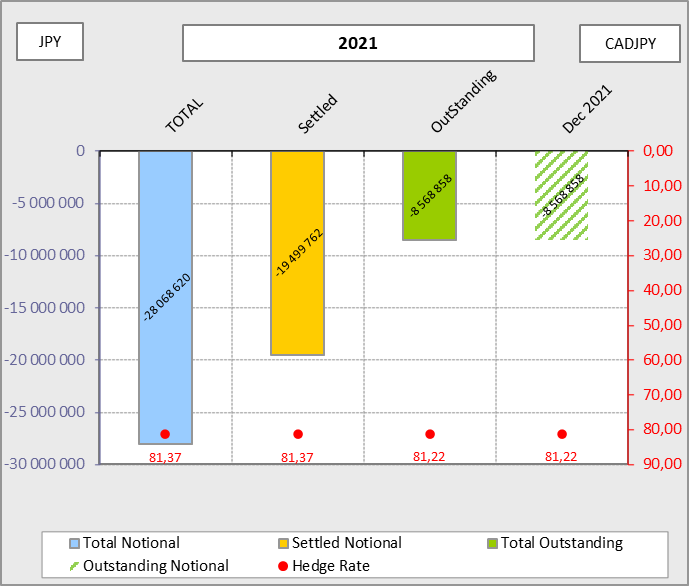 JPY
2021
CADJPY
TOTAL
Settled
OutStanding
Dec 2021
0
-5 000 000
-10 000 000
-15 000 000
-20 000 000
-25 000 000
-30 000 000
-28 068 620
-19 499 762
-8 568 858
-8 568 858
81,37
81,37
81,22
81,22
0,00
10,00
20,00
30,00
40,00
50,00
60,00
70,00
80,00
90,00
Total Notional
Settled Notional
Total Outstanding
Outstanding Notional
Hedge Rate